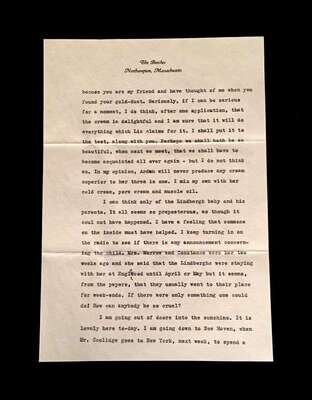 The Beeches
Northampton, Massachusetts
because you are my friend and have thought of me when you
found your gold-dust. Seriously, if I can be serious
for a moment, I do think, after one application, that
the cream is delightful and I am sure that it will do
everything which Liz claims for it. I shall put it to
the test, along with you. Perhaps we shall both be so
beautiful, when next we meet, that we shall have to
become acquainted all over again - but I do not think
so. In my opinion, Arden will never produce any cream
superior to her three in one. I mix my own with her
cold cream, pore cream and muscle oil.
I can think only of the Lindbergh baby and his
parents. It all seems so preposterous, as though it
coul not have happened. I have a feeling that someone
on the inside must have helped. I keep turning in on
the radio to see if there is any announcement concern-
ing the child. Mrs. Morrow and Constance were her two
weeks ago and she said that the Lindberghs were staying
with her at until April or May but it seems,
from the papers, that they usually went to their place
for week-ends. If there were only something one could
do! How can anybody be so cruel?
I am going out of doors into the sunshine. It is
lovely here to-day. I am going down to New Haven, when
Mr. Coolidge goes to New York, next week, to spend a